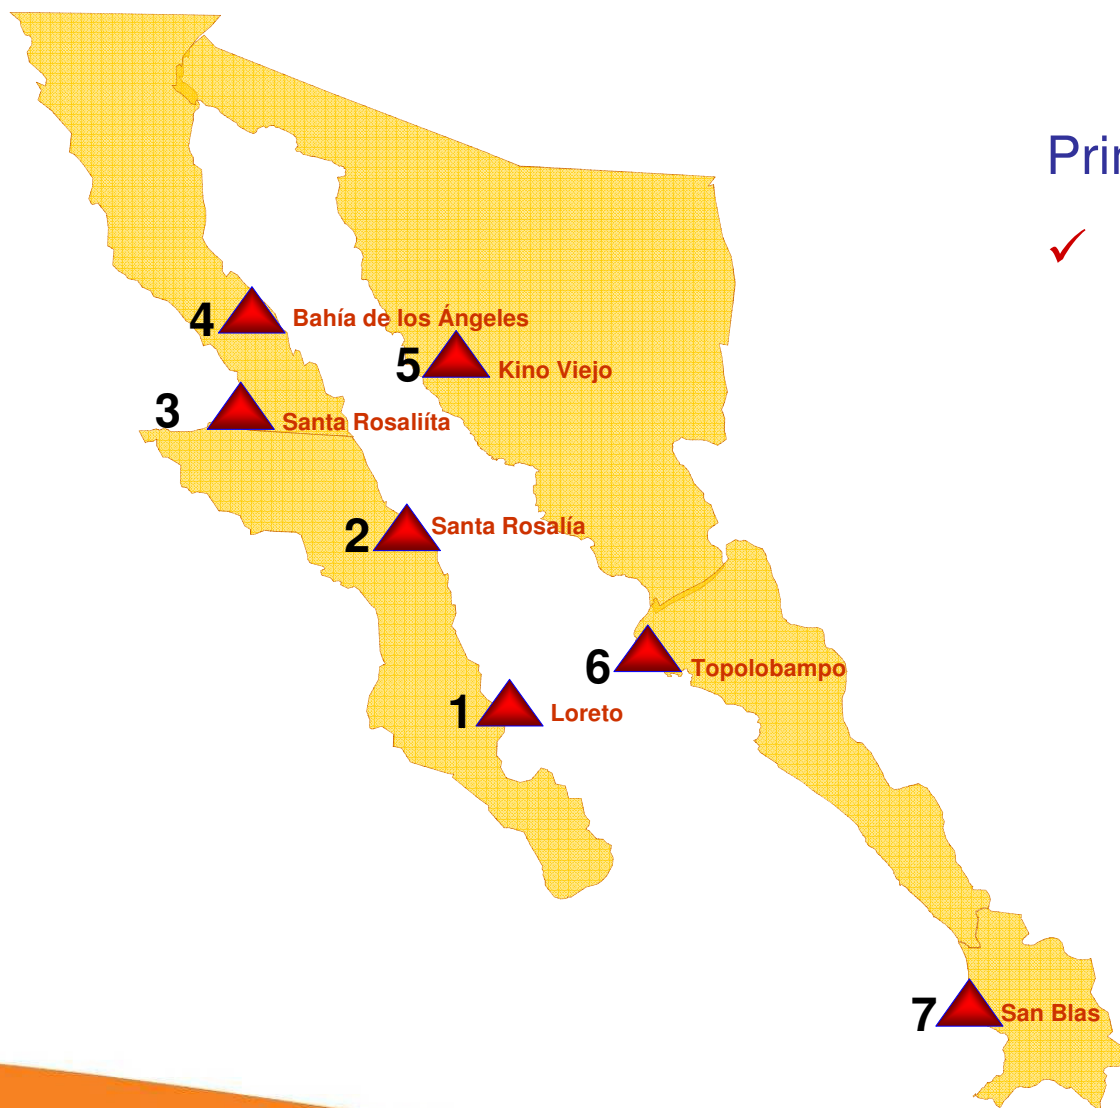 Prin
✓
4 Bahía de los Ángeles
5 Kino Viejo
3 Santa Rosaliíta
2 Santa Rosalía
6 Topolobampo
1 Loreto
7 San Blas